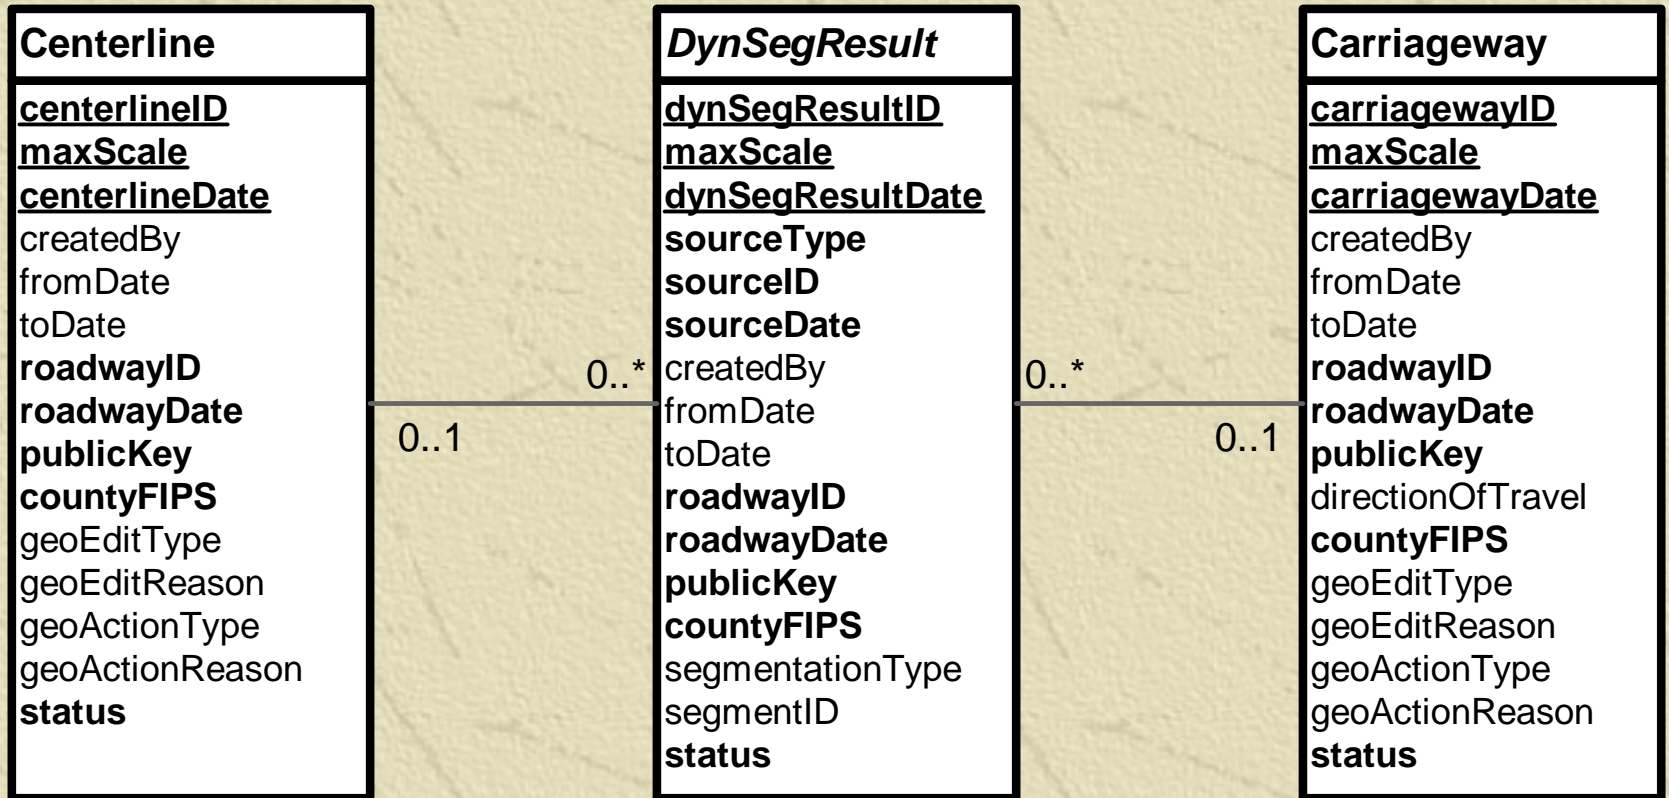 Centerline
centerlineID
maxScale
centerlineDate
createdBy
fromDate
toDate
roadwayID
roadwayDate
publicKey
countyFIPS
geoEditType
geoEditReason
geoActionType
geoActionReason
status
0..1
0..*
DynSegResult
dynSegResultID
maxScale
dynSegResultDate
sourceType
sourceID
sourceDate
createdBy
fromDate
toDate
roadwayID
roadwayDate
publicKey
countyFIPS
segmentationType
segmentID
status
0..*
0..1
Carriageway
carriagewayID
maxScale
carriagewayDate
createdBy
fromDate
toDate
roadwayID
roadwayDate
publicKey
directionOfTravel
countyFIPS
geoEditType
geoEditReason
geoActionType
geoActionReason
status